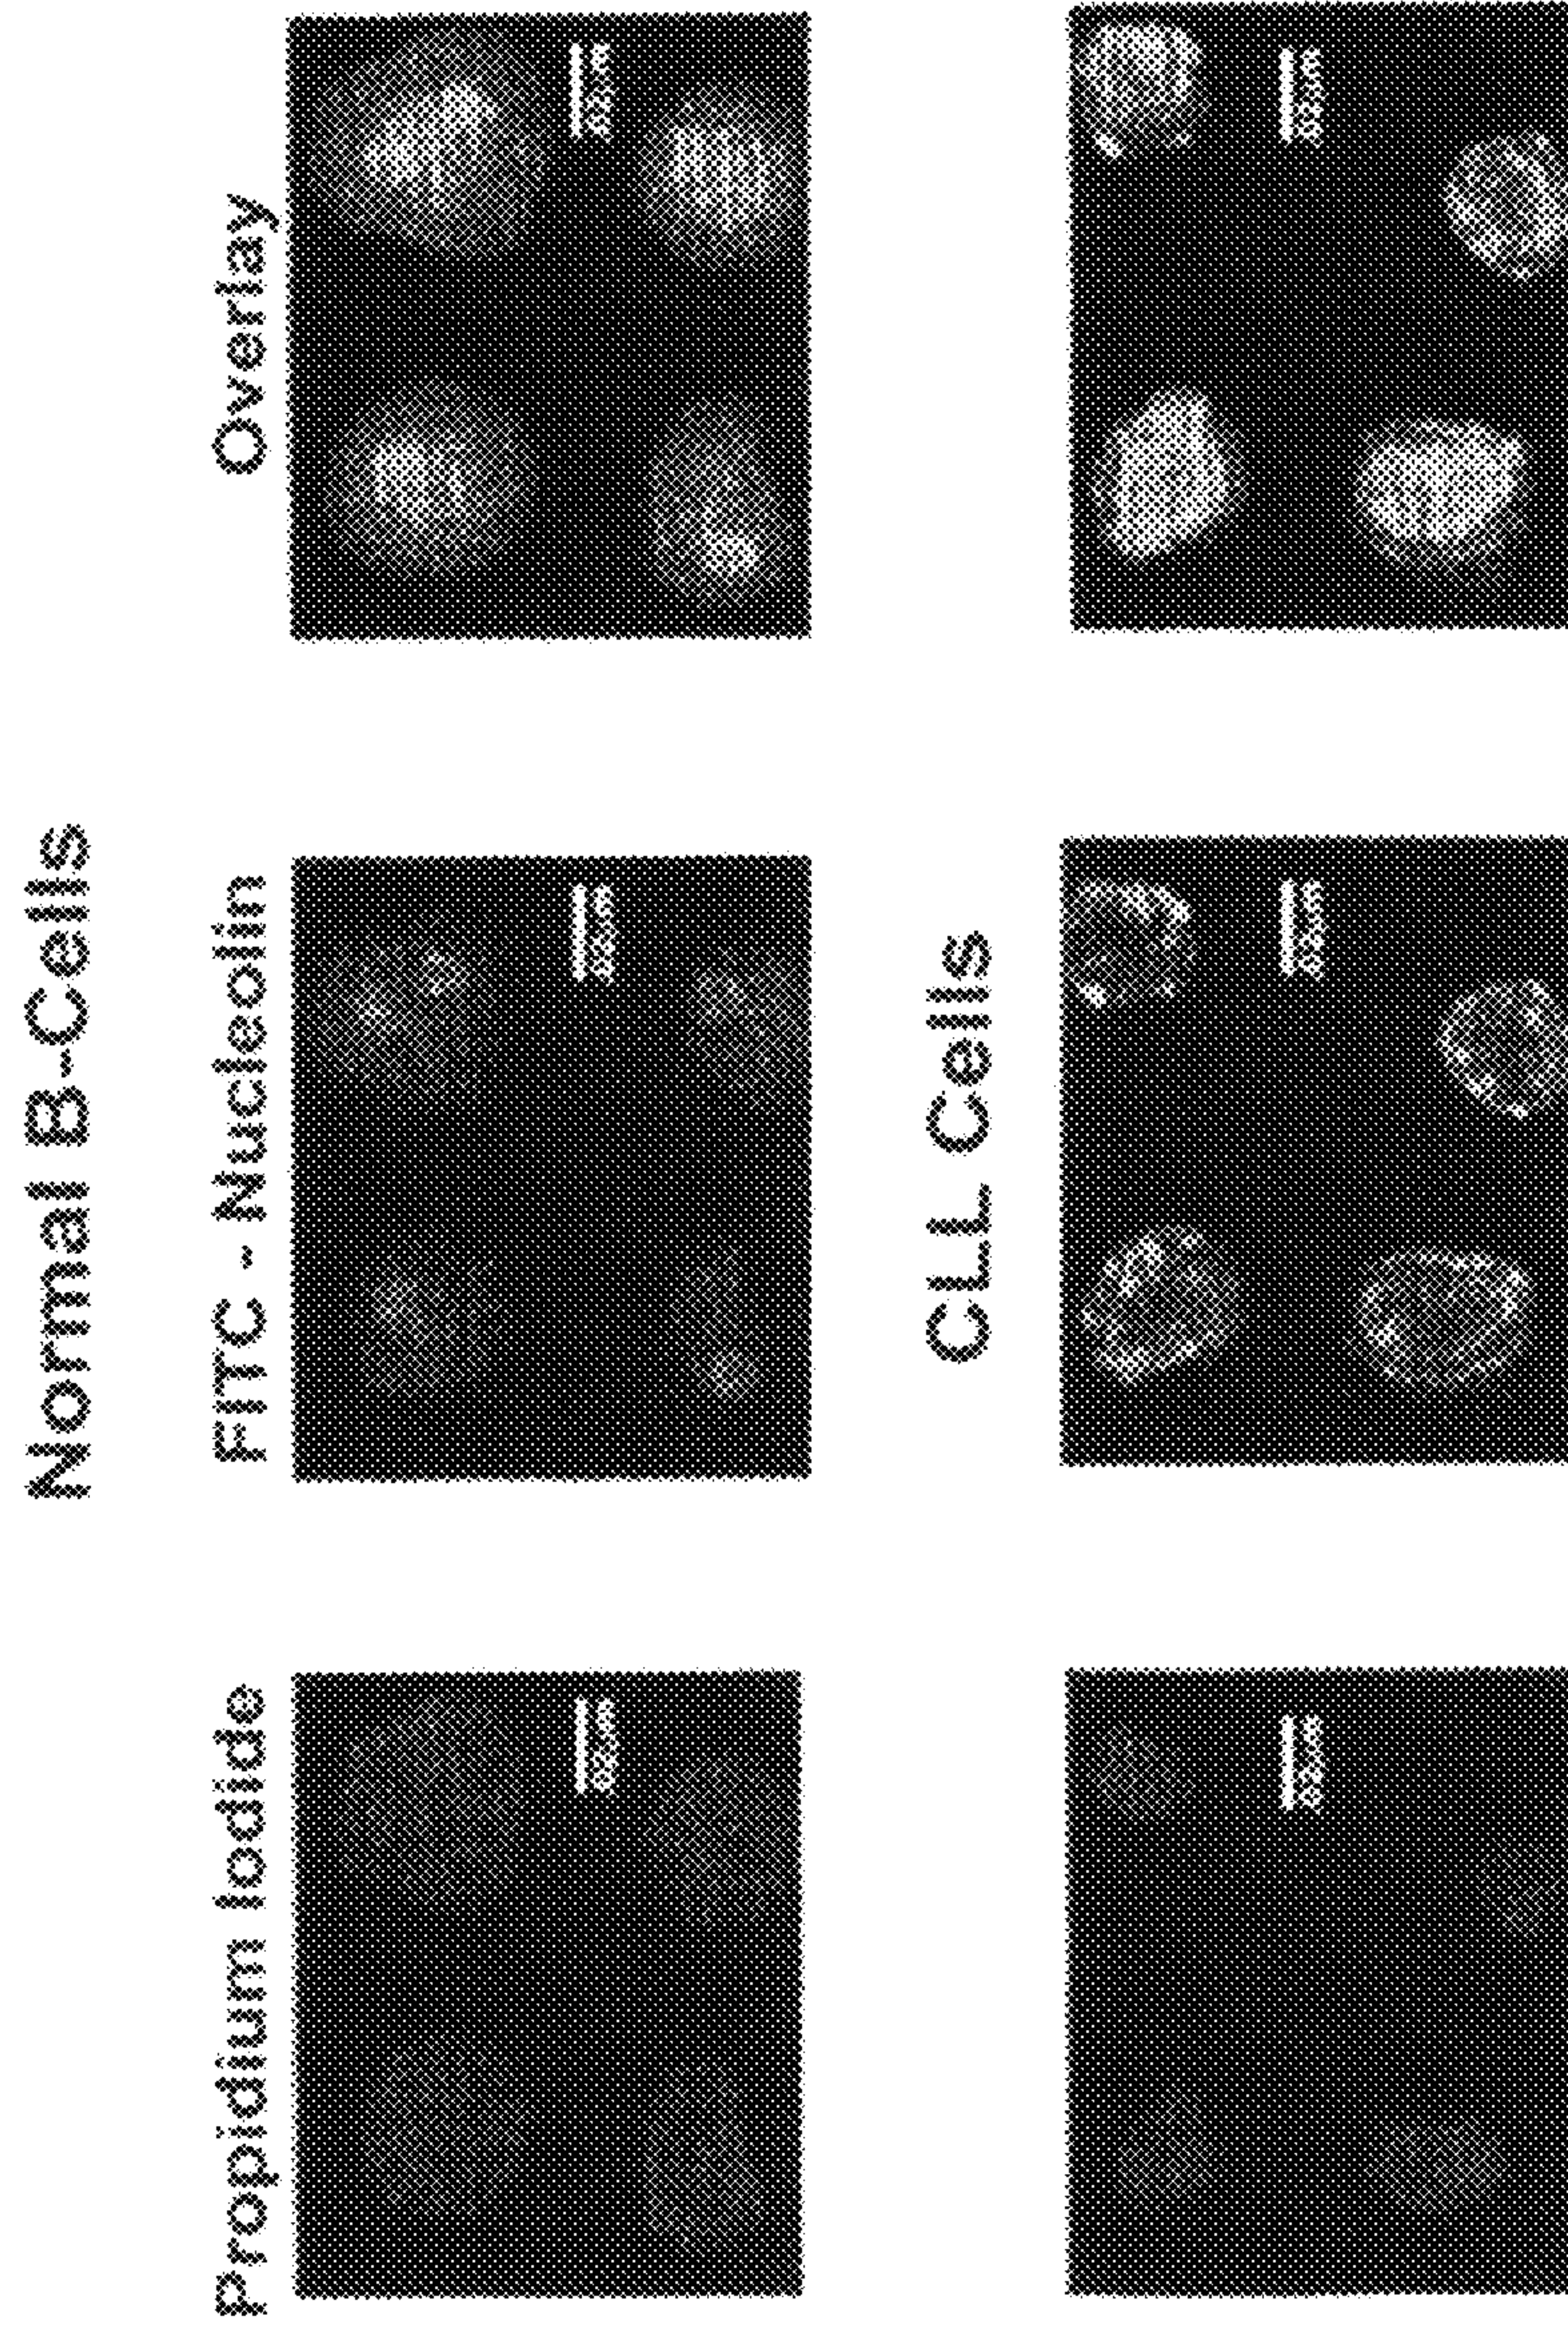 Normal B-Cells
Propidium Iodide
FITC - Nucleolin
Overlay
CLL Cells